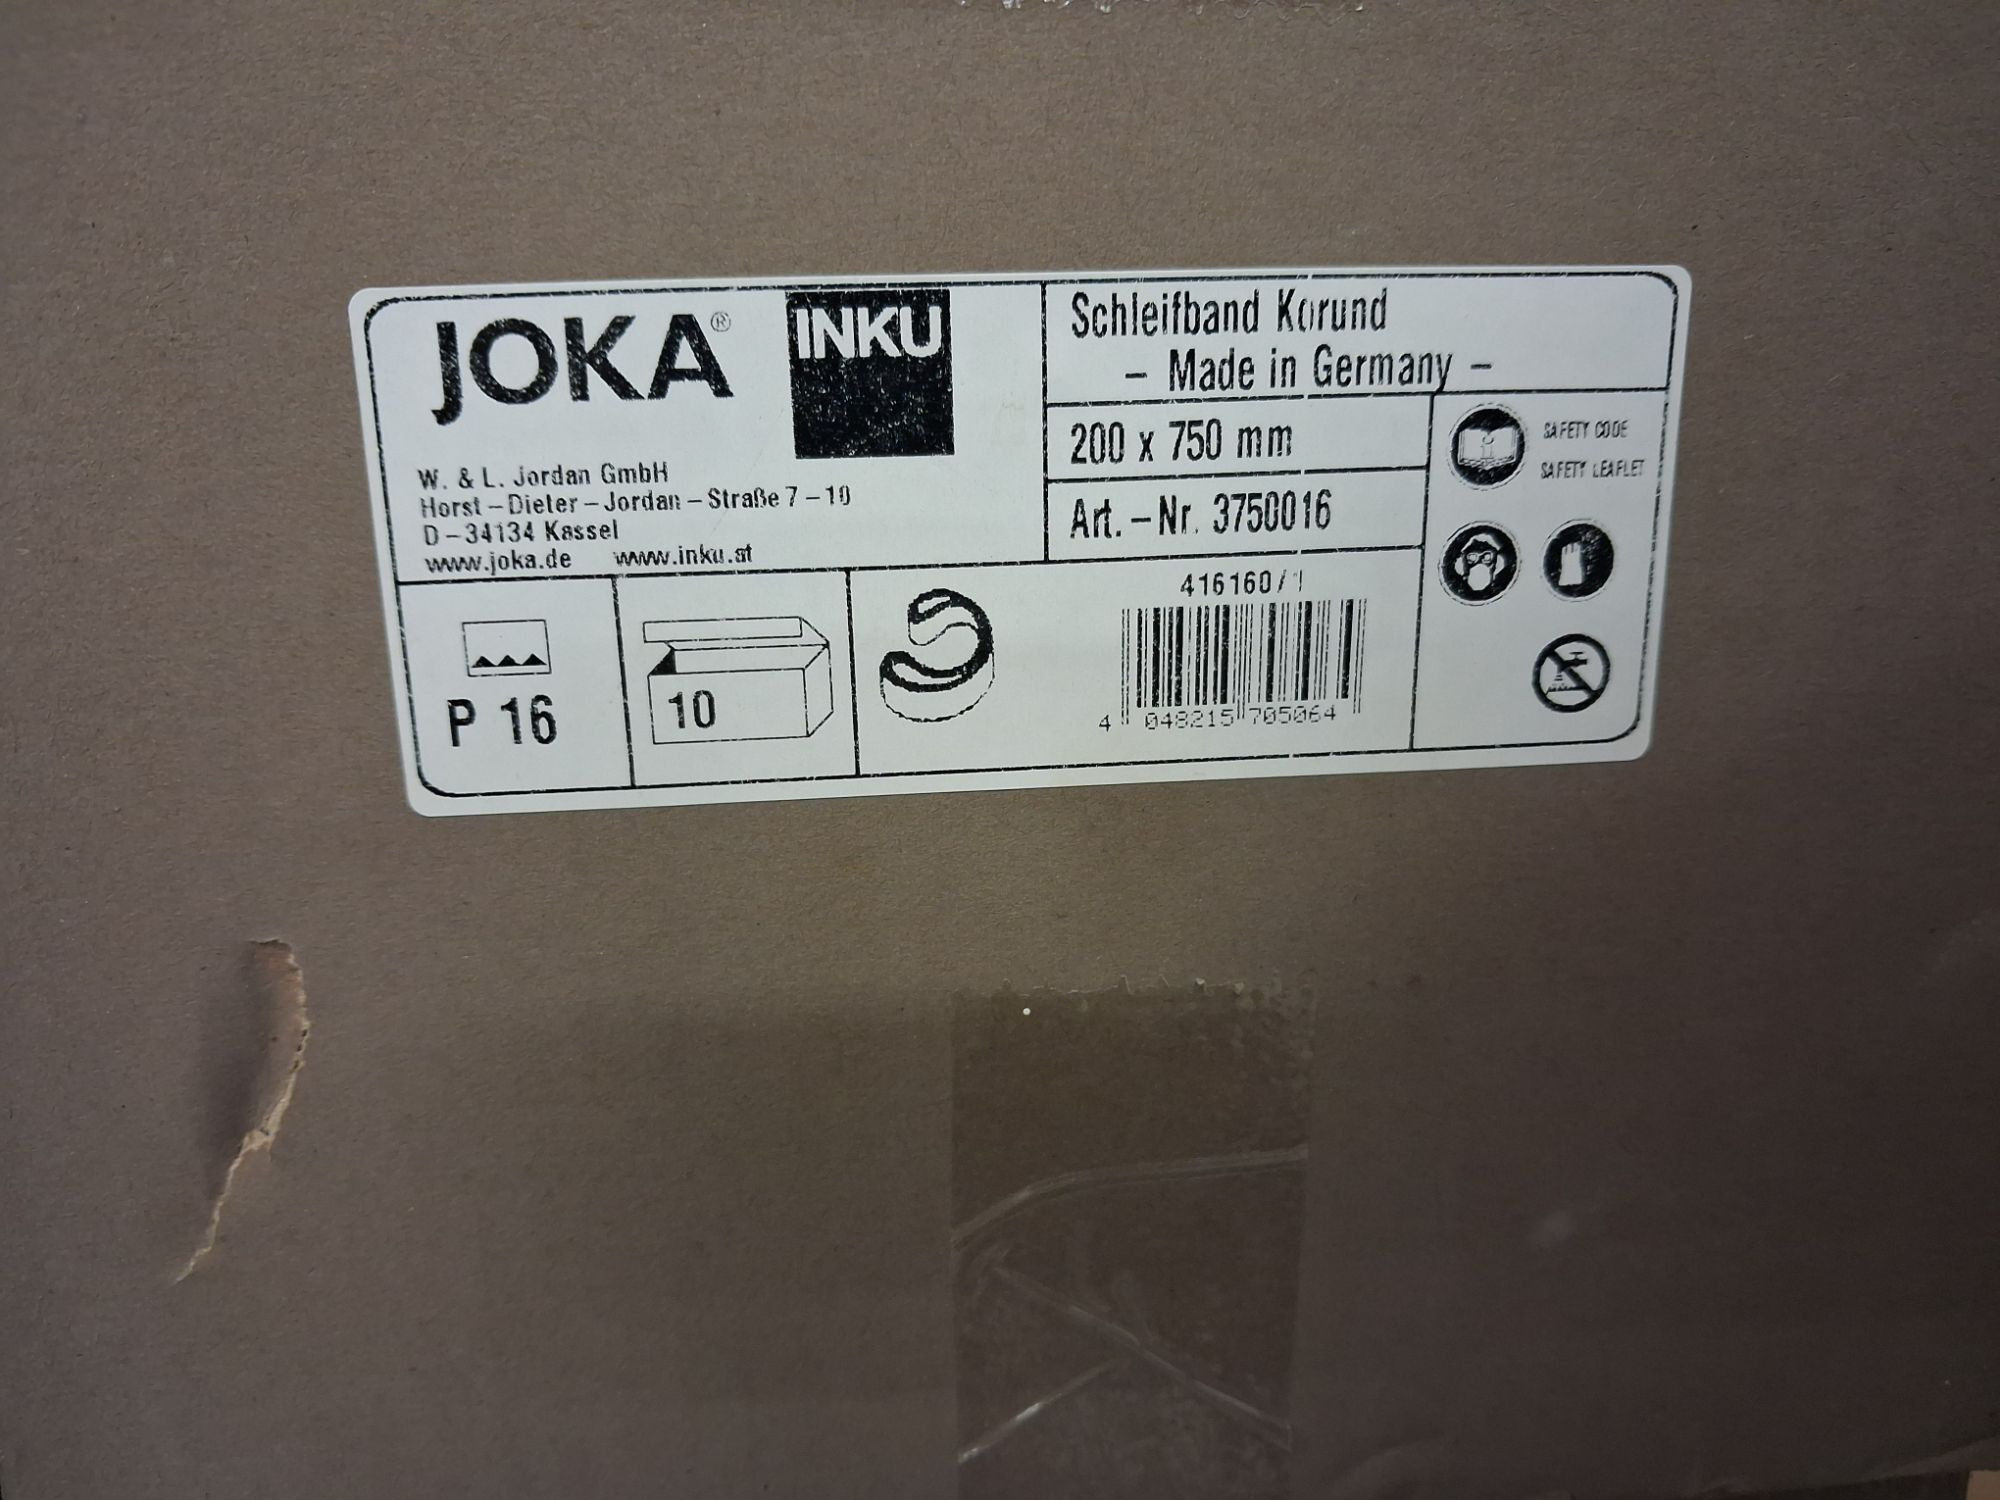 JOKA®
INKU
W. & L. Jordan GmbH
Horst – Dieter – Jordan – Straße 7 – 10
D – 34134 Kassel
www.joka.de www.inku.at
Schleifband Korund
– Made in Germany –
200 x 750 mm
Art. – Nr. 3750016
SAFETY CODE
SAFETY LEAFLET
P 16
10
416160/1
4 048215 705064